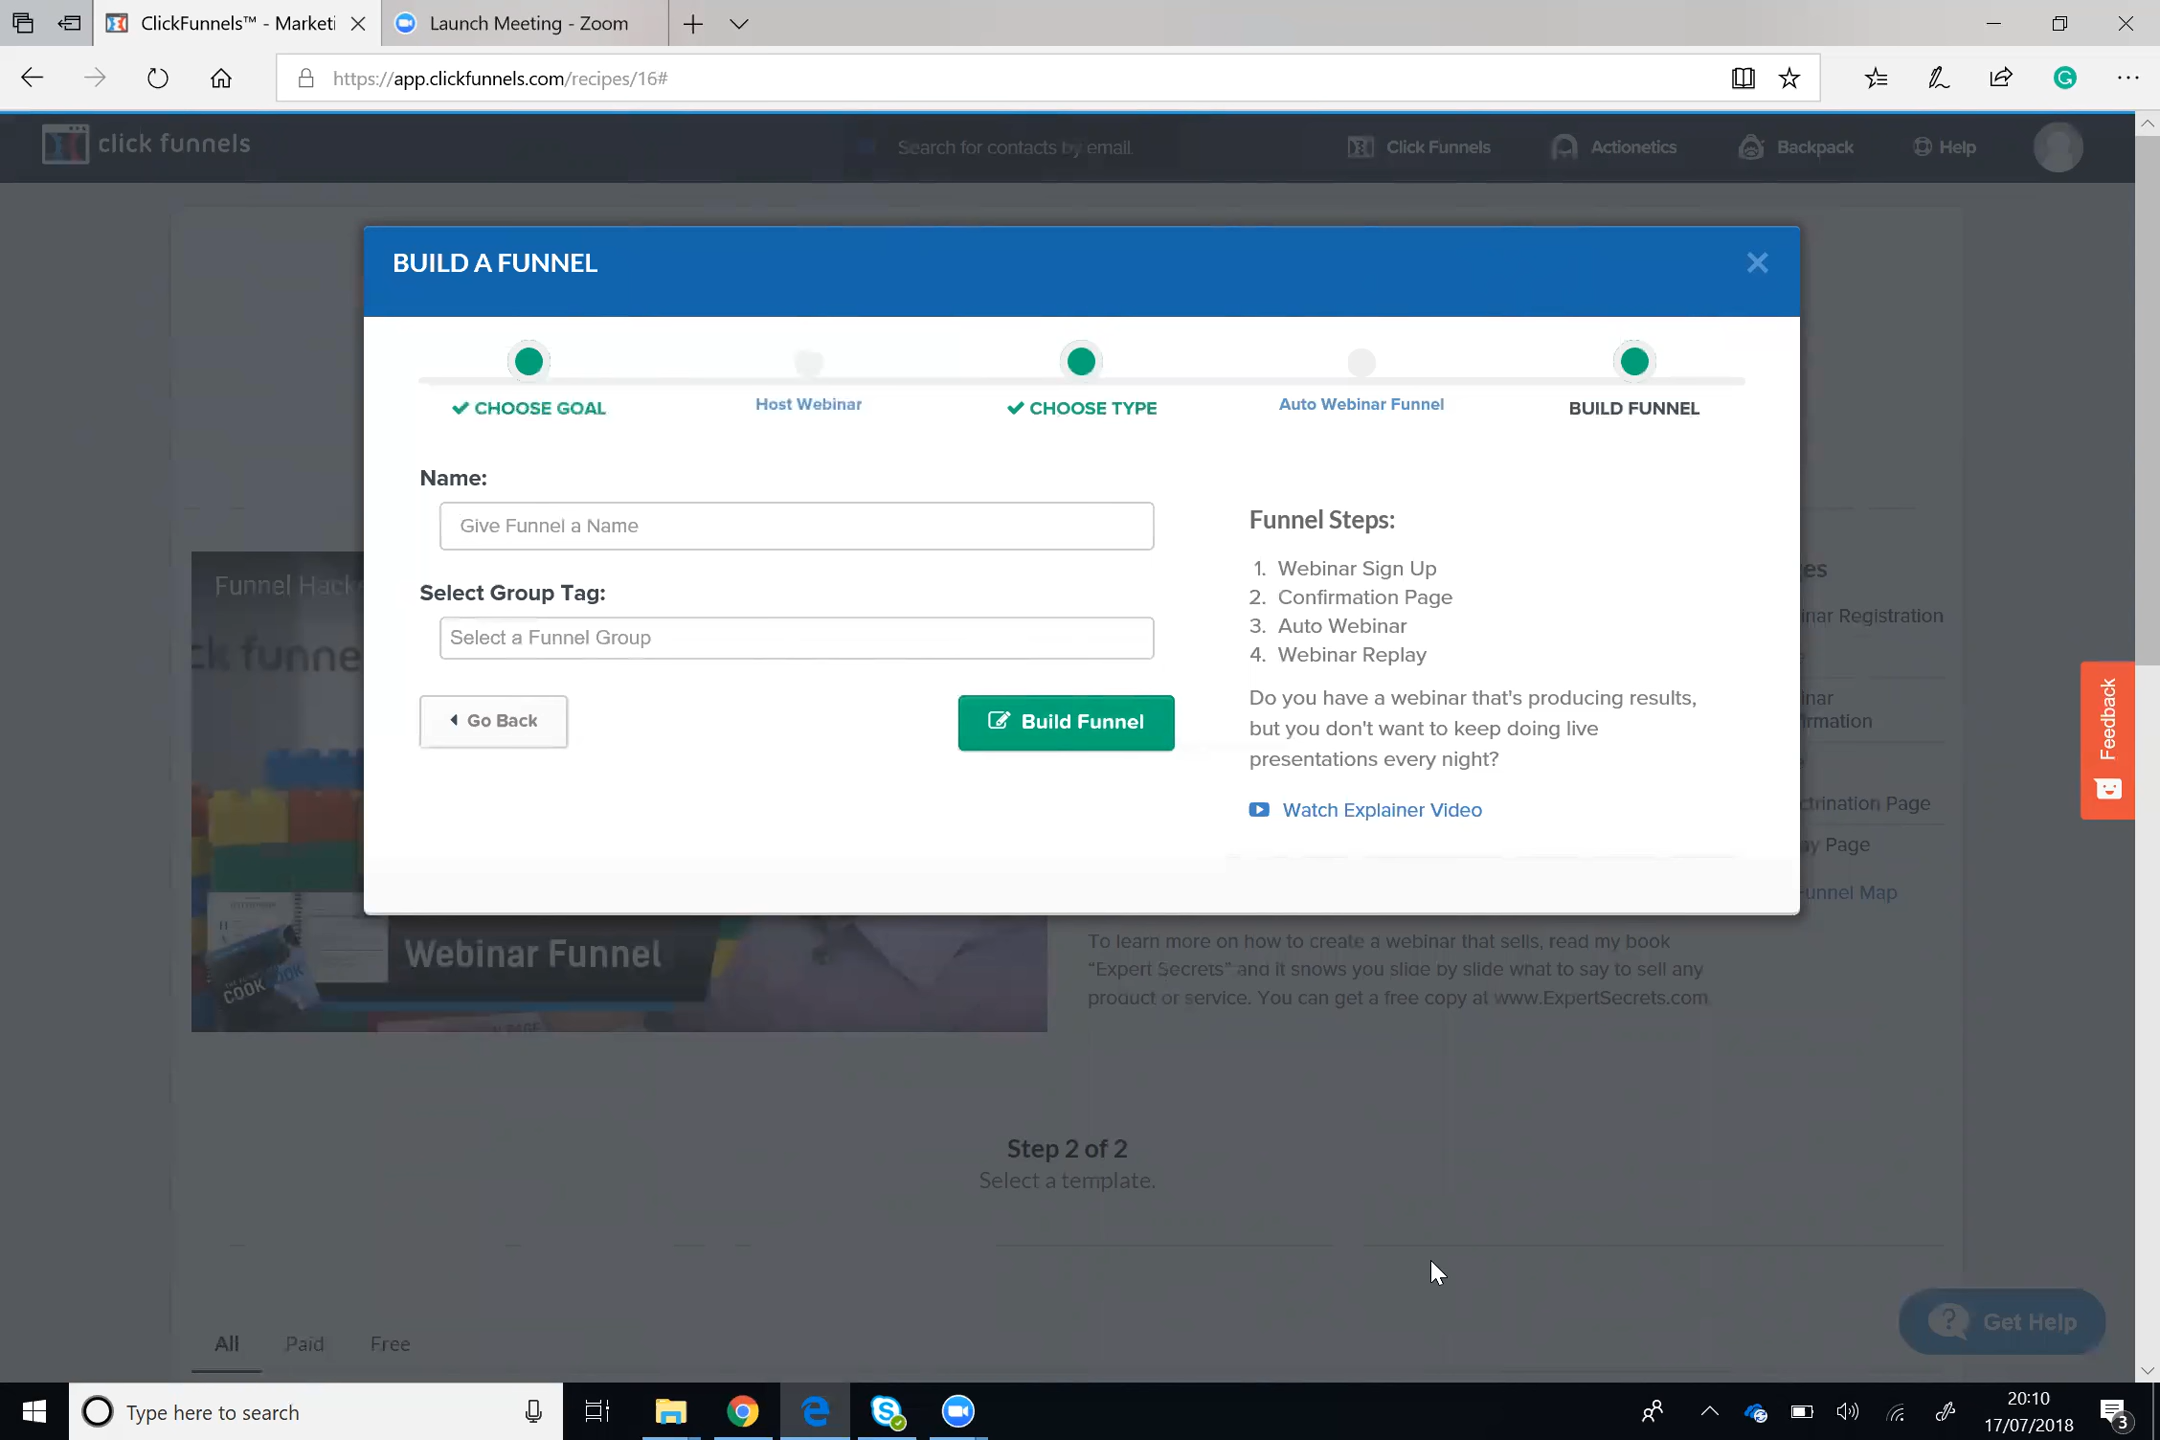 ClickFunnels™ - Marketi
Launch Meeting - Zoom
https://app.clickfunnels.com/recipes/16#
click funnels
Search for contacts by email.
Click Funnels
Actionetics
Backpack
Help
BUILD A FUNNEL
CHOOSE GOAL
Host Webinar
CHOOSE TYPE
Auto Webinar Funnel
BUILD FUNNEL
Name:
Give Funnel a Name
Select Group Tag:
Select a Funnel Group
Go Back
Build Funnel
Funnel Steps:
1. Webinar Sign Up
2. Confirmation Page
3. Auto Webinar
4. Webinar Replay
Do you have a webinar that's producing results,
but you don't want to keep doing live
presentations every night?
Watch Explainer Video
Funnel Hack
ck funne
COOK
Webinar Funnel
es
inar Registration
inar
rmation
ctrination Page
ay Page
unnel Map
To learn more on how to create a webinar that sells, read my book
"Expert Secrets" and it shows you slide by slide what to say to sell any
product or service. You can get a free copy at www.ExpertSecrets.com
Step 2 of 2
Select a template.
All
Paid
Free
Feedback
Get Help
Type here to search
20:10
17/07/2018
3